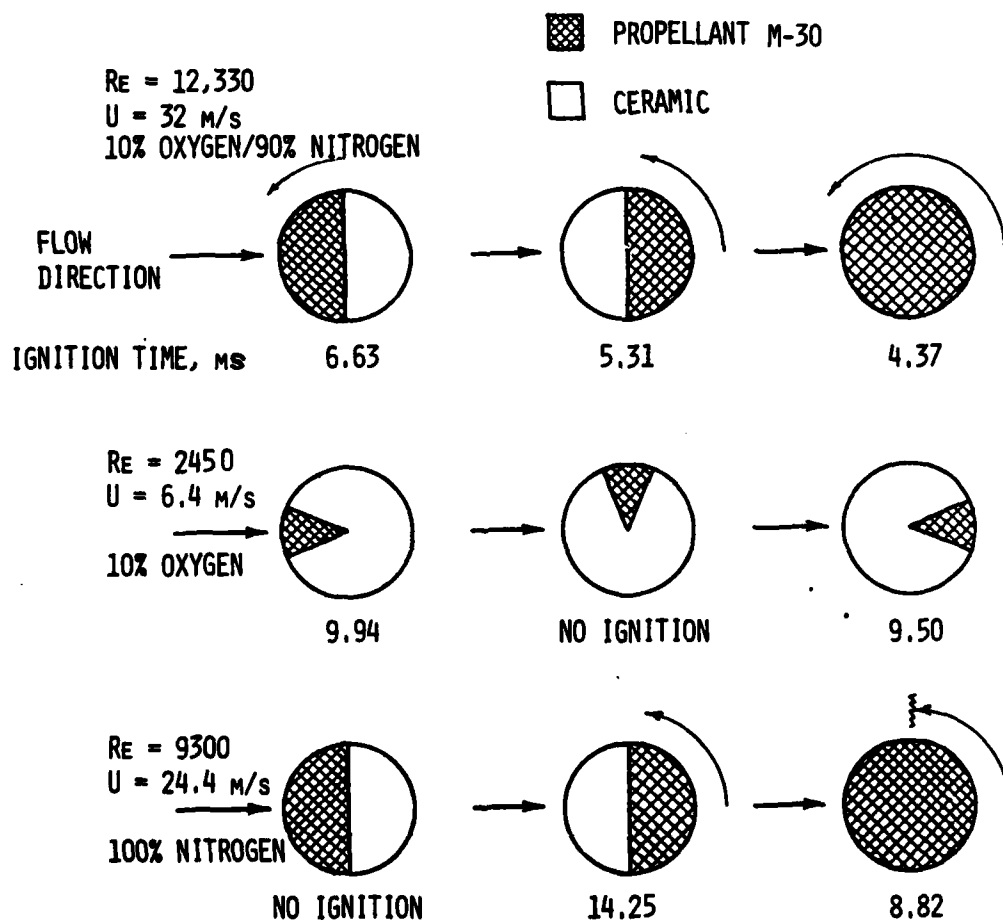 PROPELLANT M-30
CERAMIC
RE = 12,330
U = 32 M/S
10% OXYGEN/90% NITROGEN
FLOW
DIRECTION
IGNITION TIME, MS 6.63 5.31 4.37
RE = 2450
U = 6.4 M/S
10% OXYGEN
9.94 NO IGNITION 9.50
RE = 9300
U = 24.4 M/S
100% NITROGEN
NO IGNITION 14.25 8.82